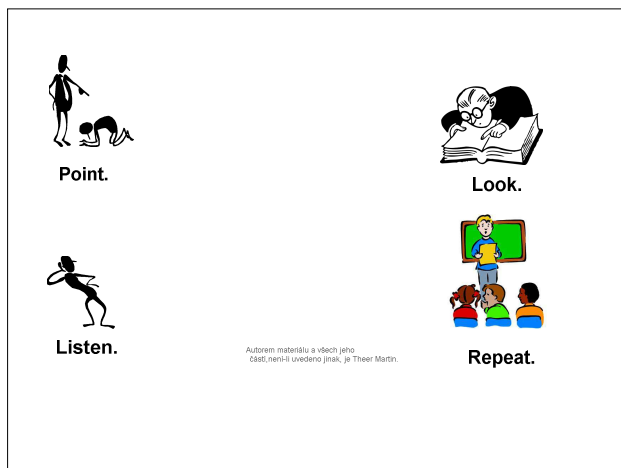 Point.
Look.
Listen.
Autorem materiálu a všech jeho
částí,není-li uvedeno jinak, je Theer Martin.
Repeat.